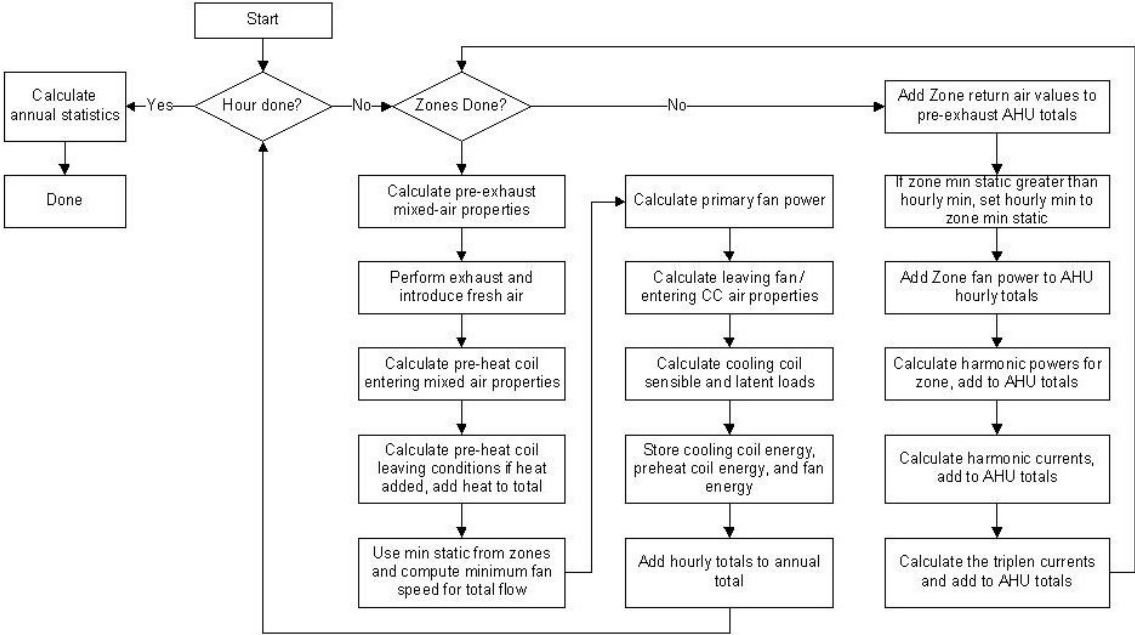 Start
Calculate
annual statistics
Yes
Hour done?
No
Zones Done?
No
Add Zone return air values to
pre-exhaust AHU totals
Done
Calculate pre-exhaust
mixed-air properties
Perform exhaust and
introduce fresh air
Calculate pre-heat coil
entering mixed air properties
Calculate pre-heat coil
leaving conditions if heat
added, add heat to total
Use min static from zones
and compute minimum fan
speed for total flow
Calculate primary fan power
Calculate leaving fan /
entering CC air properties
Calculate cooling coil
sensible and latent loads
Store cooling coil energy,
preheat coil energy, and fan
energy
Add hourly totals to annual
total
If zone min static greater than
hourly min, set hourly min to
zone min static
Add Zone fan power to AHU
hourly totals
Calculate harmonic powers for
zone, add to AHU totals
Calculate harmonic currents,
add to AHU totals
Calculate the triplen currents
and add to AHU totals